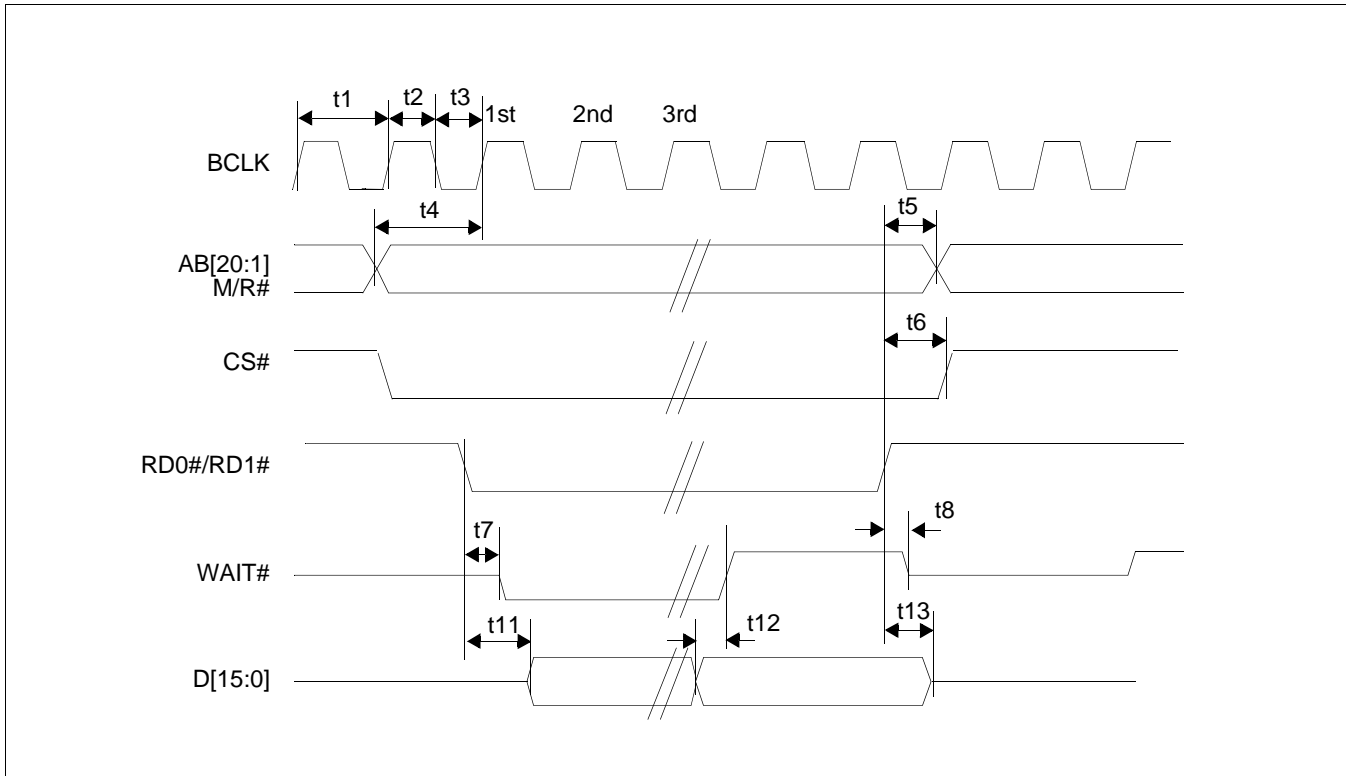 t1 t2 t3
1st 2nd 3rd
BCLK
t4 t5
AB[20:1]
M/R#
t6
CS#
RD0#/RD1#
t7 t8
WAIT#
t11 t12 t13
D[15:0]